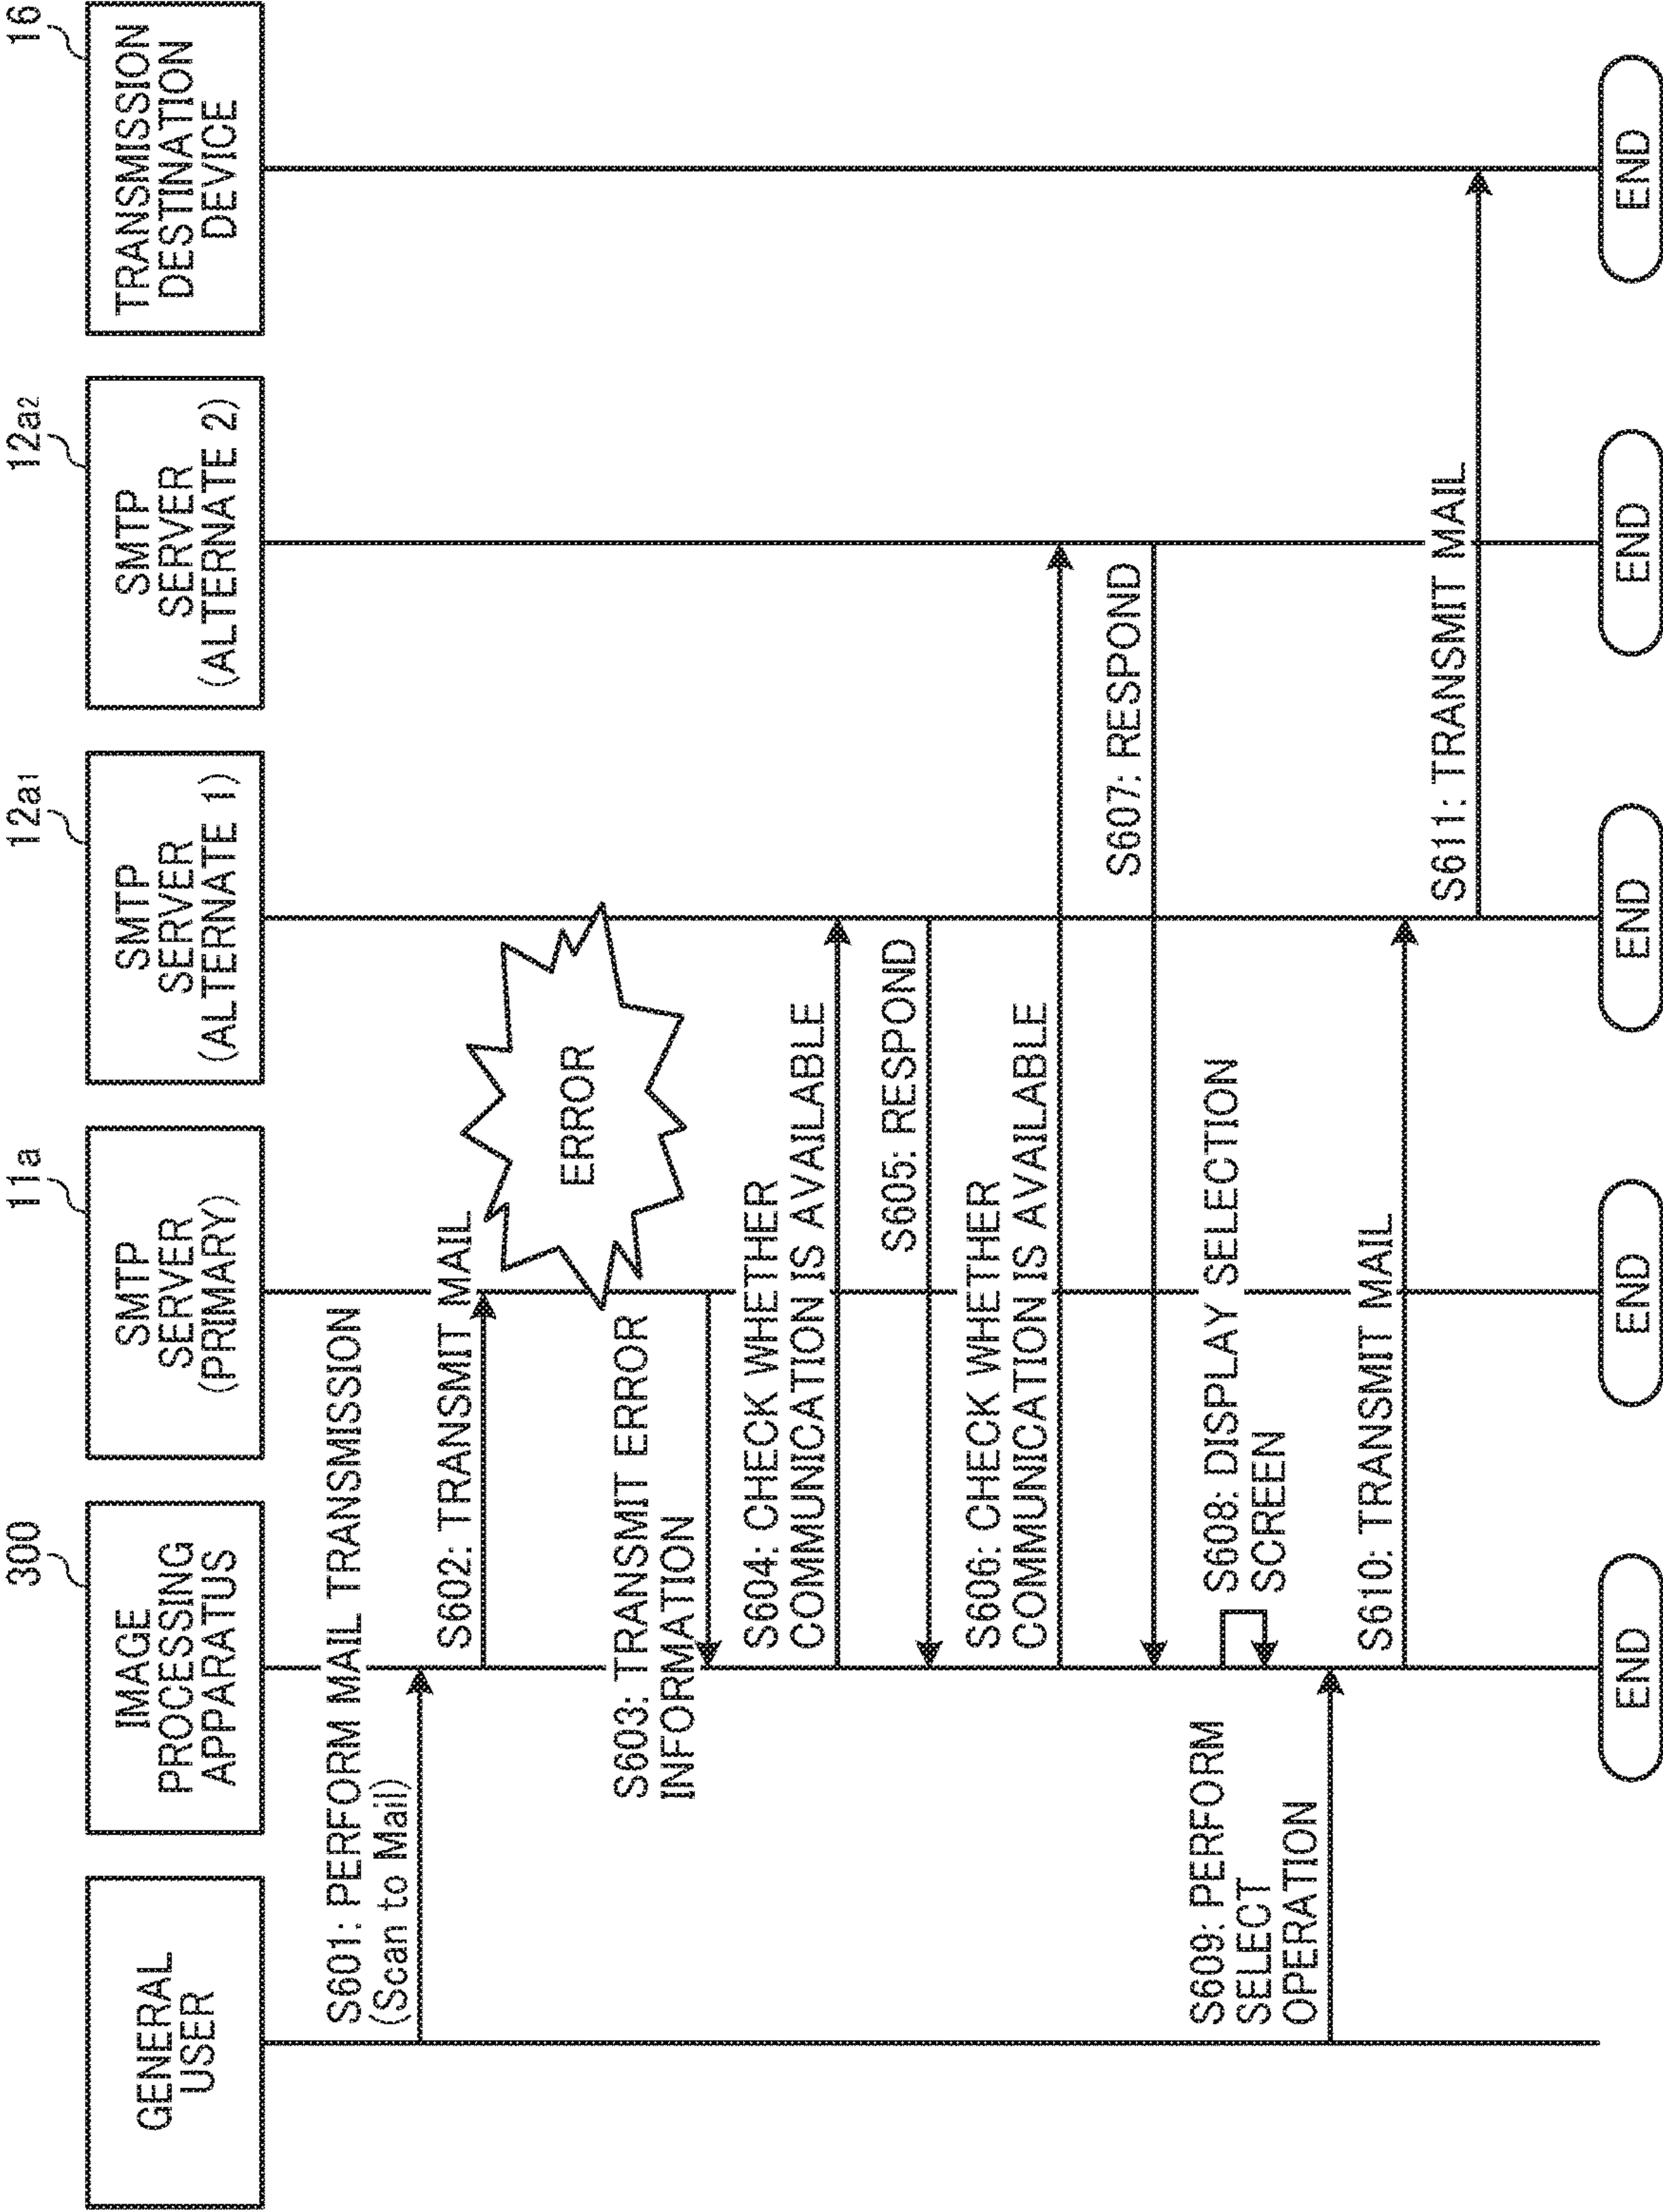 GENERAL
USER
300
IMAGE
PROCESSING
APPARATUS
11a
SMTP
SERVER
(PRIMARY)
12a1
SMTP
SERVER
(ALTERNATE 1)
12a2
SMTP
SERVER
(ALTERNATE 2)
16
TRANSMISSION
DESTINATION
DEVICE
S601: PERFORM MAIL TRANSMISSION
(Scan to Mail)
S602: TRANSMIT MAIL
ERROR
S603: TRANSMIT ERROR
INFORMATION
S604: CHECK WHETHER
COMMUNICATION IS AVAILABLE
S605: RESPOND
S606: CHECK WHETHER
COMMUNICATION IS AVAILABLE
S607: RESPOND
S608: DISPLAY SELECTION
SCREEN
S609: PERFORM
SELECT
OPERATION
S610: TRANSMIT MAIL
S611: TRANSMIT MAIL
END
END
END
END
END